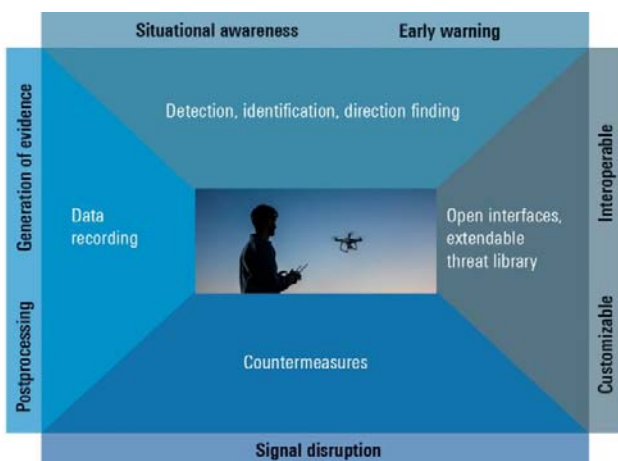 Situational awareness
Early warning
Detection, identification, direction finding
Generation of evidence
Postprocessing
Data
recording
Open interfaces,
extendable
threat library
Interoperable
Customizable
Countermeasures
Signal disruption